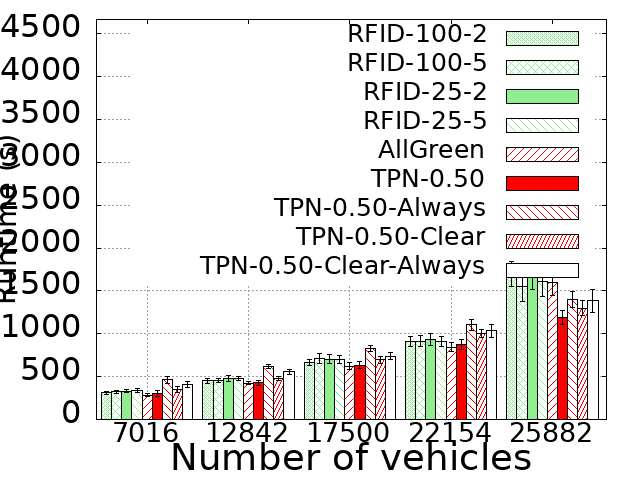 4500
RFID-100-2
4000
RFID-100-5
3500
RFID-25-2
RFID-25-5
3000
AllGreen
2500
TPN-0.50
TPN-0.50-Always
2000
TPN-0.50-Clear
1500
TPN-0.50-Clear-Always
1000
500
0
Runtime (s)
7016 12842 17500 22154 25882
Number of vehicles